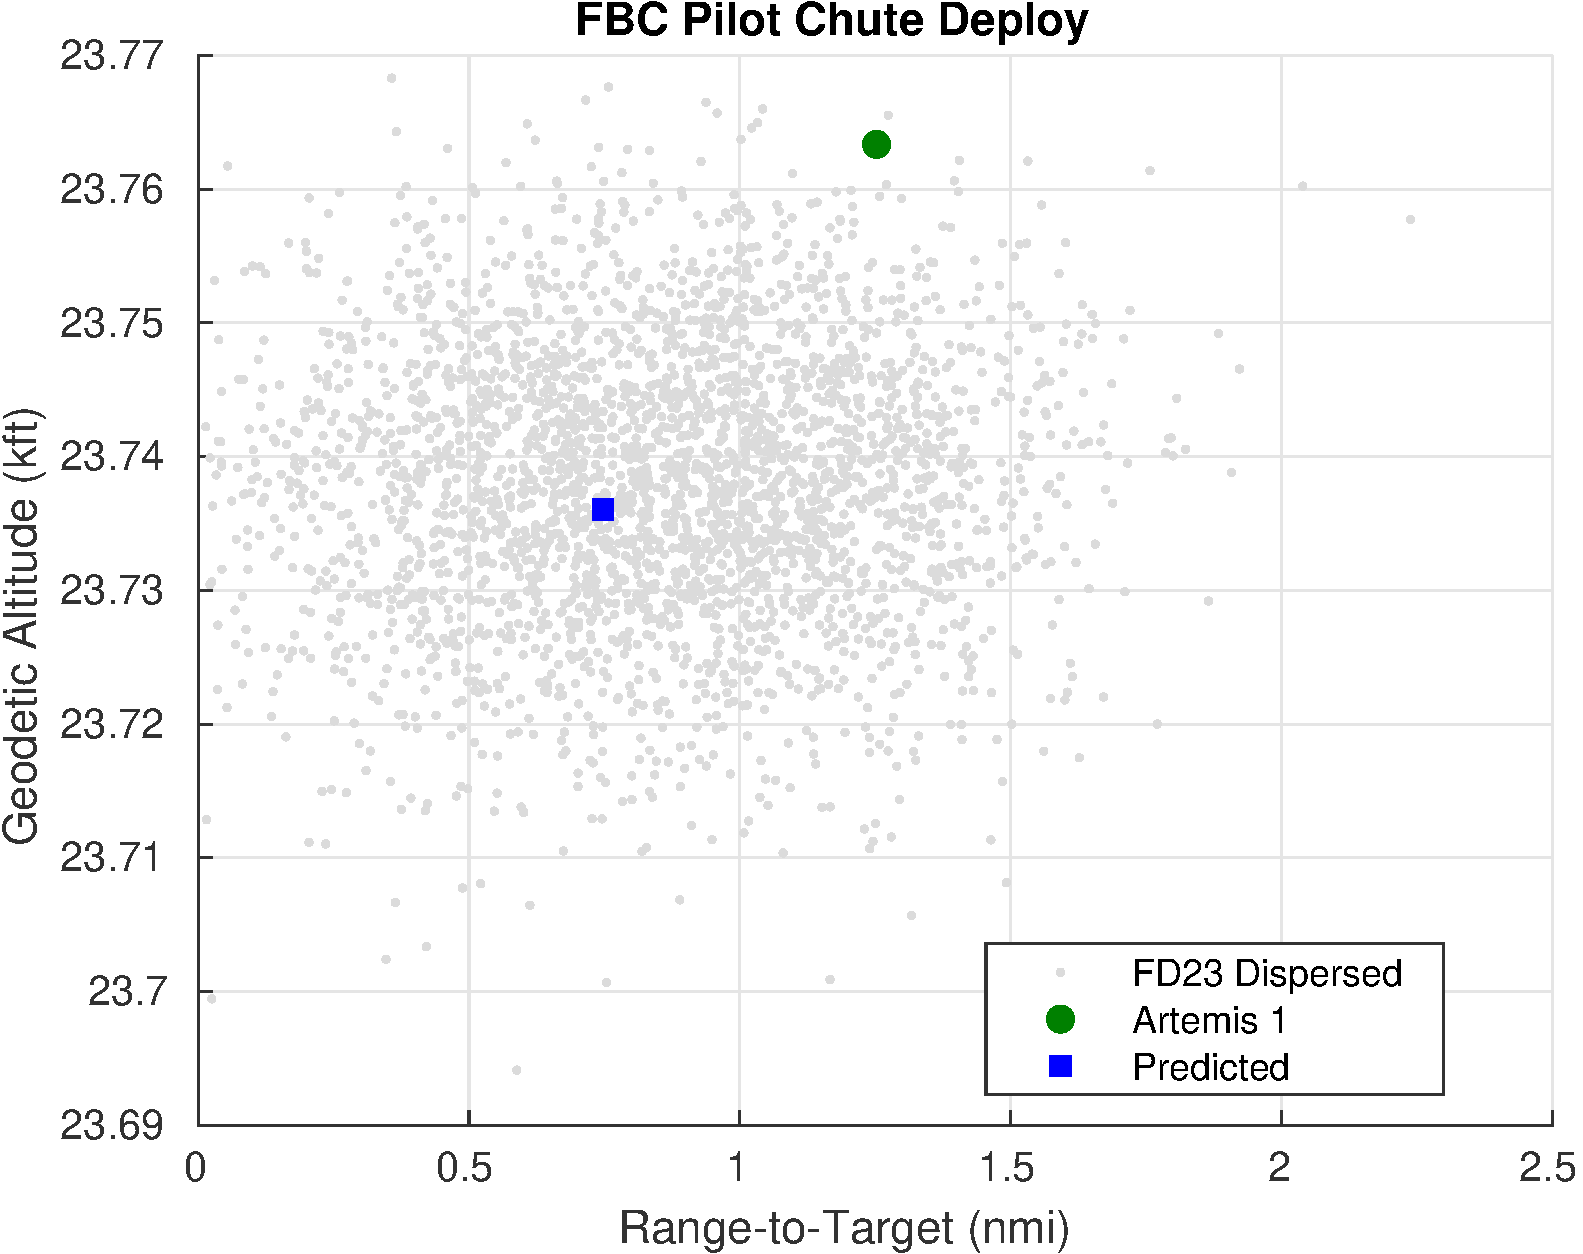 FBC Pilot Chute Deploy
23.77
23.76
23.75
23.74
23.73
23.72
23.71
23.7
23.69
Geodetic Altitude (kft)
0 0.5 1 1.5 2 2.5
Range-to-Target (nmi)
FD23 Dispersed
Artemis 1
Predicted